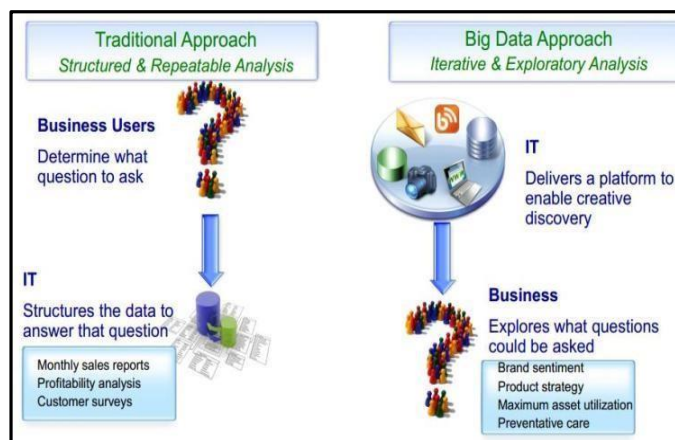 Traditional Approach
Structured & Repeatable Analysis
Business Users
Determine what
question to ask
IT
Structures the data to
answer that question
Monthly sales reports
Profitability analysis
Customer surveys
Big Data Approach
Iterative & Exploratory Analysis
IT
Delivers a platform to
enable creative
discovery
Business
Explores what questions
could be asked
Brand sentiment
Product strategy
Maximum asset utilization
Preventative care